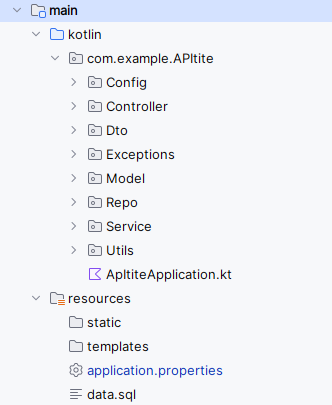 main
kotlin
com.example.APItite
Config
Controller
Dto
Exceptions
Model
Repo
Service
Utils
ApItiteApplication.kt
resources
static
templates
application.properties
data.sql